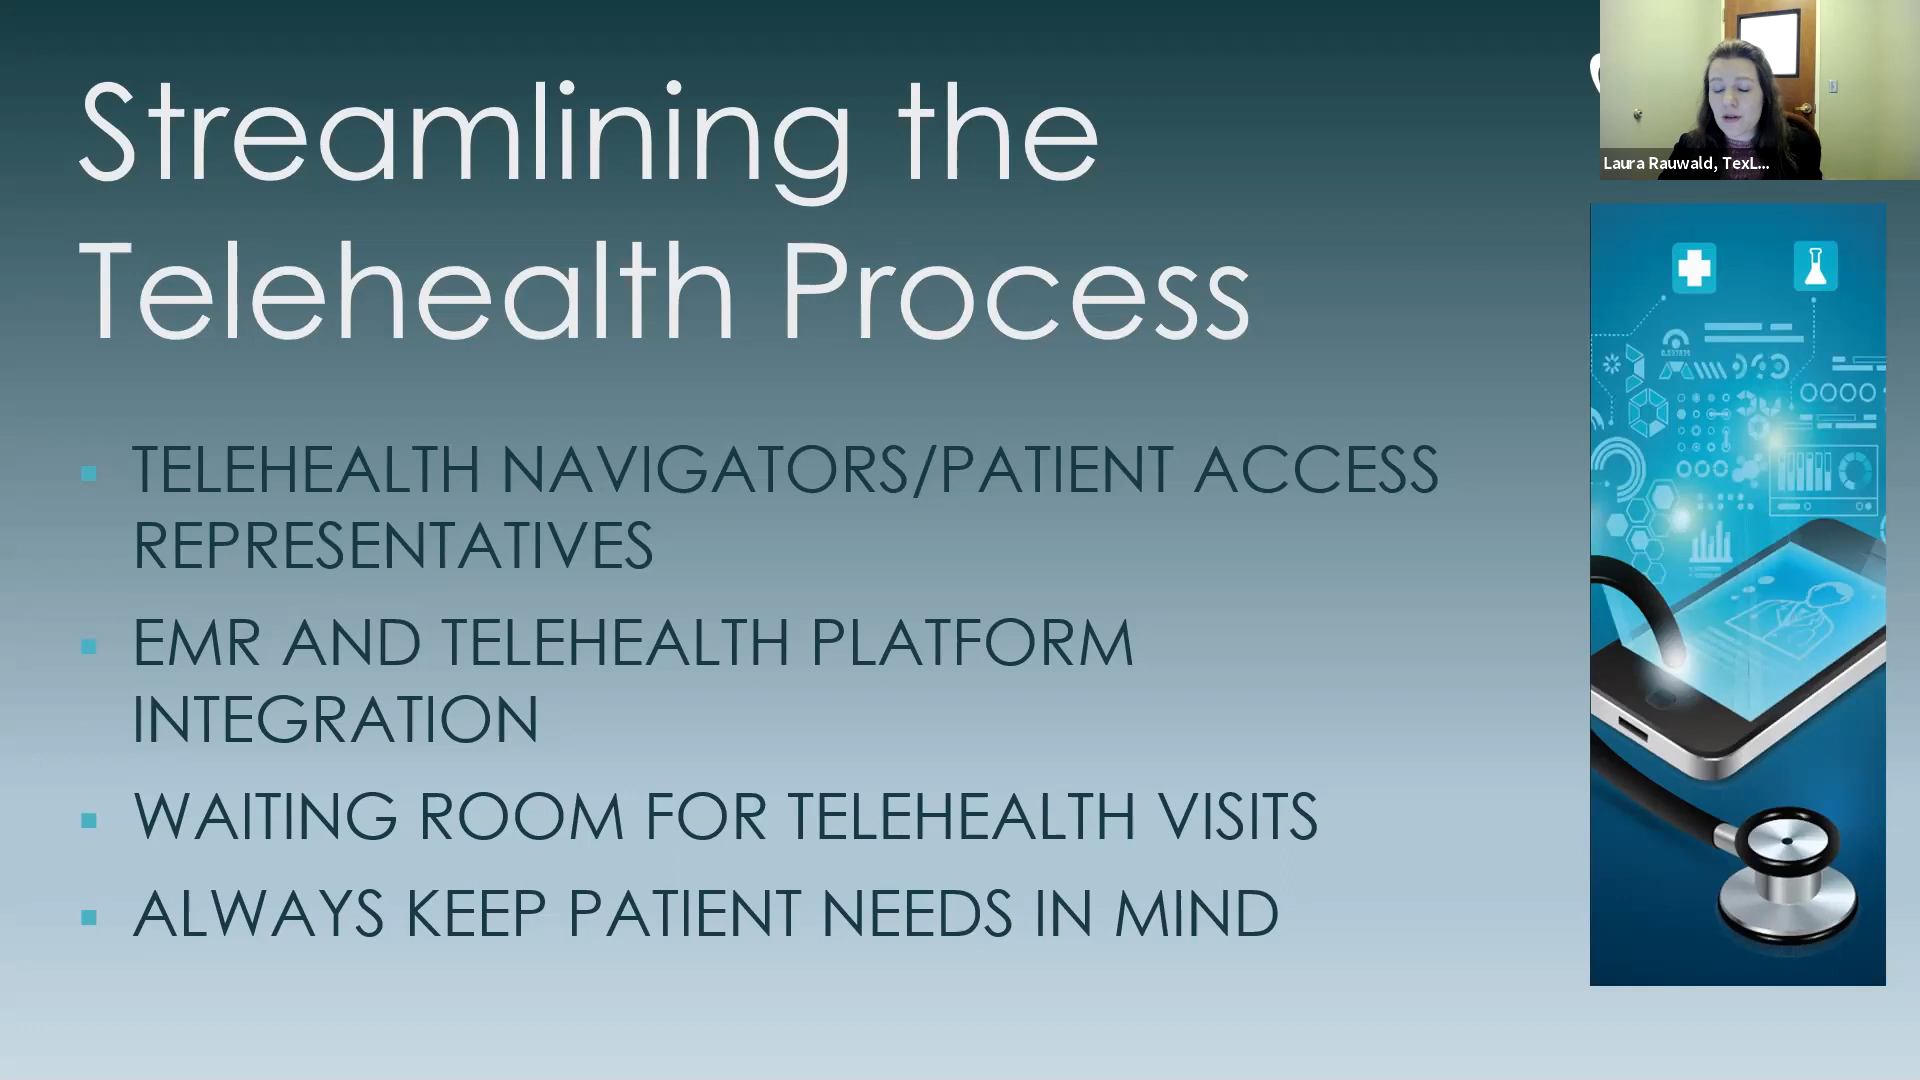 Streamlining the
Telehealth Process
TELEHEALTH NAVIGATORS/PATIENT ACCESS
REPRESENTATIVES
EMR AND TELEHEALTH PLATFORM
INTEGRATION
WAITING ROOM FOR TELEHEALTH VISITS
ALWAYS KEEP PATIENT NEEDS IN MIND
Laura Rauwald, TexL...